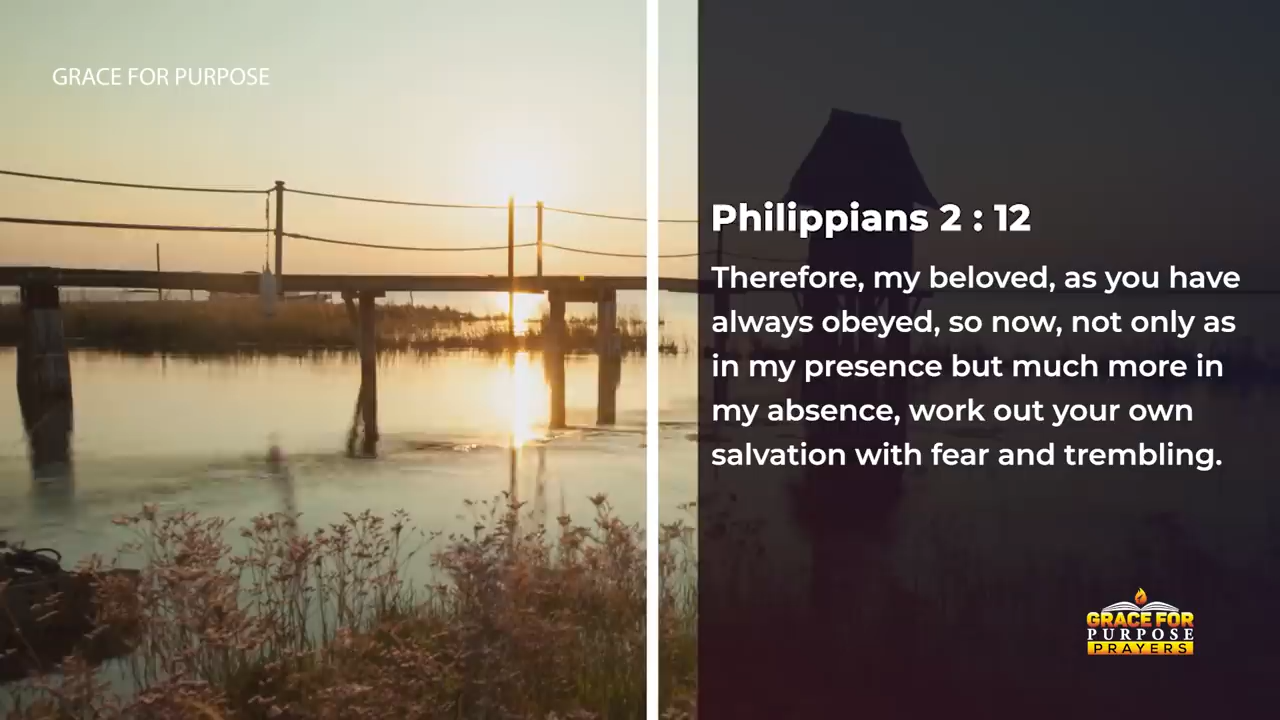 GRACE FOR PURPOSE
Philippians 2 : 12
Therefore, my beloved, as you have
always obeyed, so now, not only as
in my presence but much more in
my absence, work out your own
salvation with fear and trembling.
GRACE FOR
PURPOSE
PRAYERS